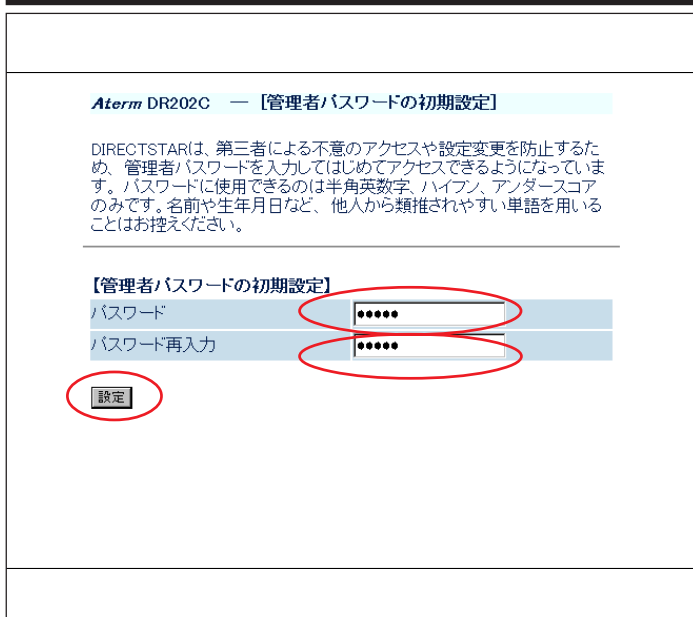 Aterm DR202C ー [管理者パスワードの初期設定]
DIRECTSTARは、第三者による不意のアクセスや設定変更を防止するた
め、管理者パスワードを入力してはじめてアクセスできるようになっていま
す。パスワードに使用できるのは半角英数字、ハイフン、アンダースコア
のみです。名前や生年月日など、他人から類推されやすい単語を用いる
ことはお控えください。
【管理者パスワードの初期設定】
パスワード ●●●●●
パスワード再入力 ●●●●●
設定